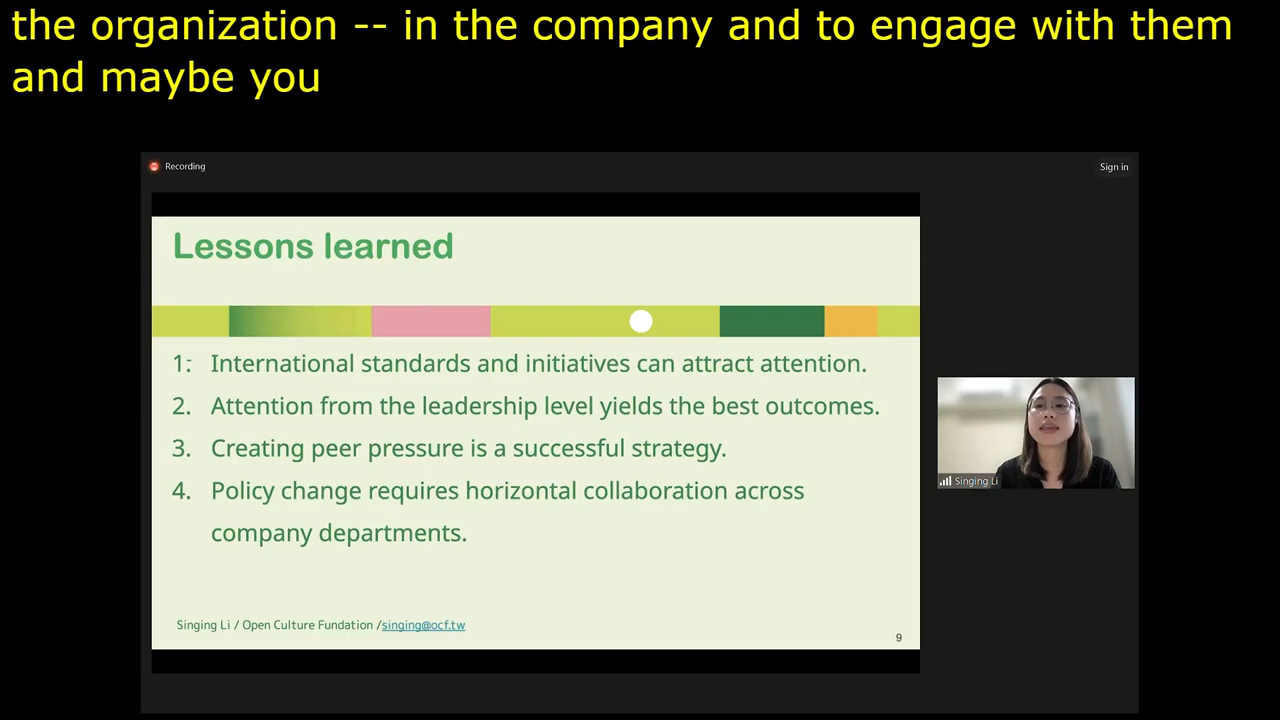 the organization -- in the company and to engage with them
and maybe you
Recording
Sign in
Lessons learned
1: International standards and initiatives can attract attention.
2. Attention from the leadership level yields the best outcomes.
3. Creating peer pressure is a successful strategy.
4. Policy change requires horizontal collaboration across
company departments.
Singing Li
Singing Li / Open Culture Fundation /singing@ocf.tw
9